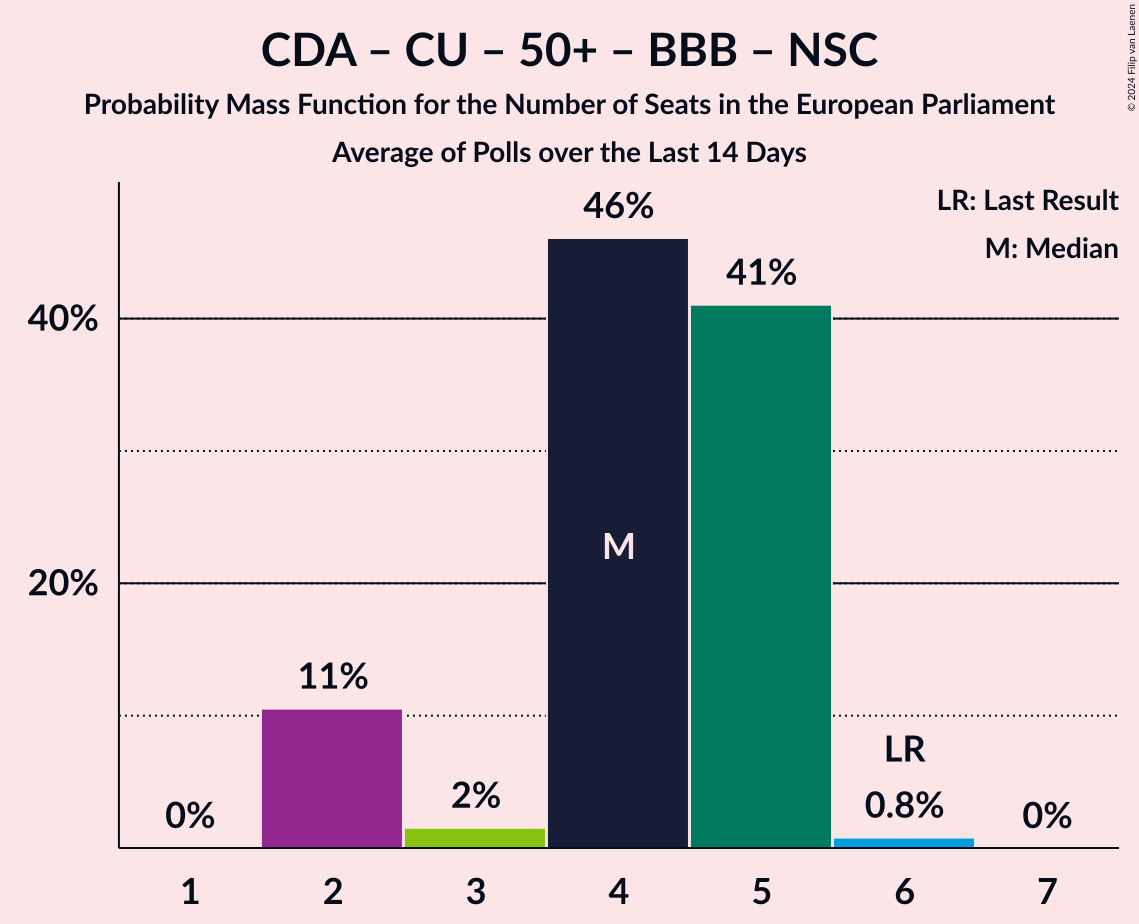 CDA – CU – 50+ – BBB – NSC
Probability Mass Function for the Number of Seats in the European Parliament
Average of Polls over the Last 14 Days
© 2024 Filip van Laenen
LR: Last Result
M: Median
46%
41%
40%
M
20%
11%
LR
2%
0.8%
0%
0%
1
2
3
4
5
6
7